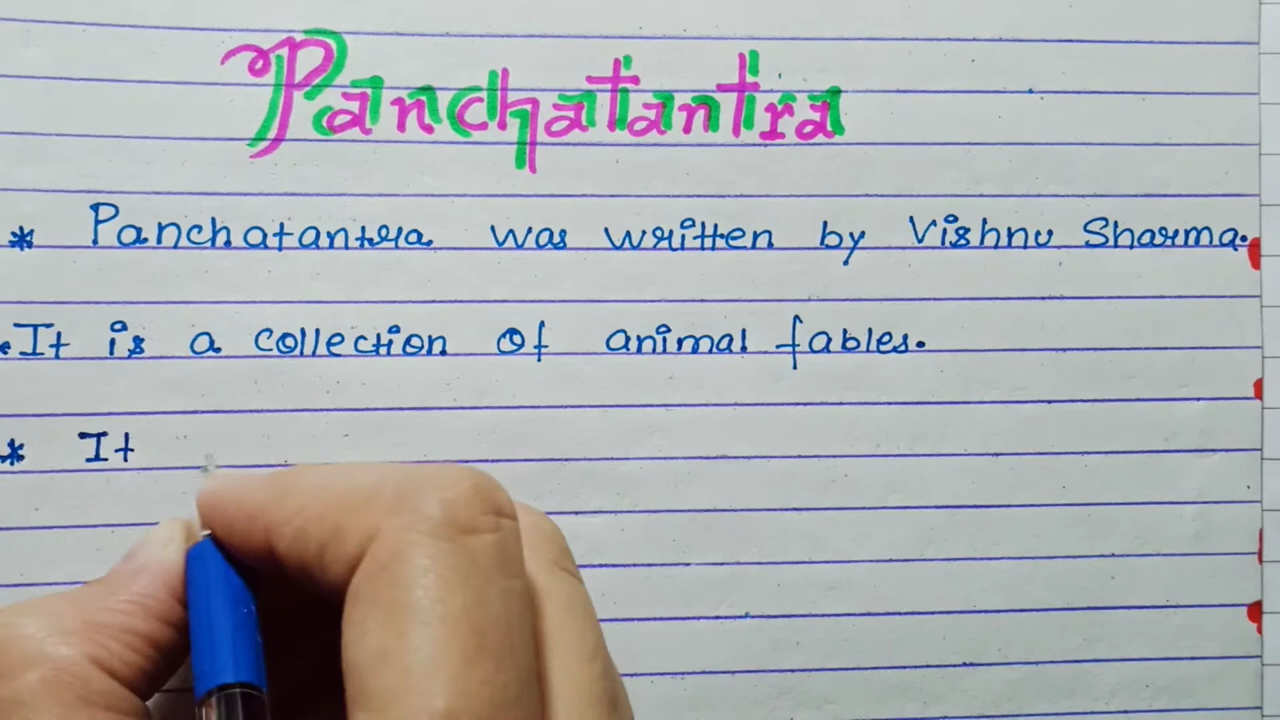 Panchatantra
* Panchatantra was written by Vishnu Sharma.
. It is a collection of animal fables.
* It